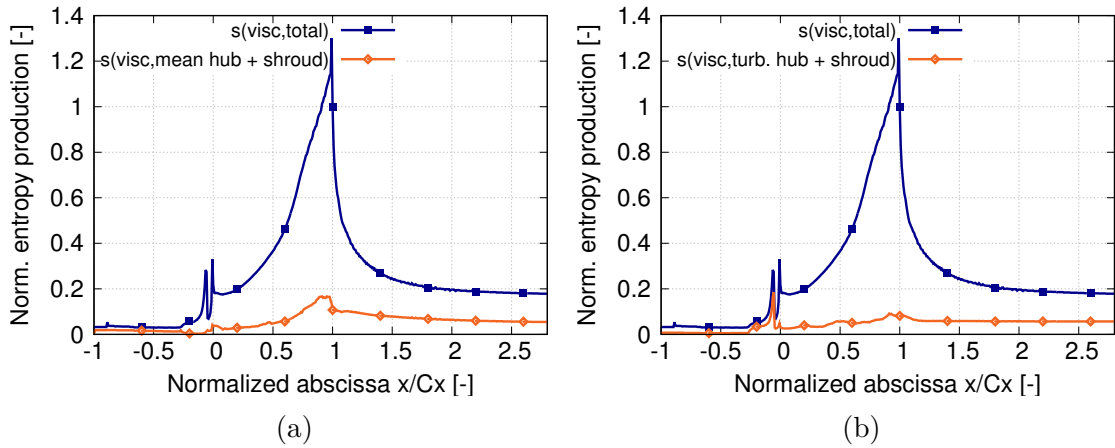 1.4
1.2
1
0.8
0.6
0.4
0.2
0
Norm. entropy production [-]
s(visc,total)
s(visc,mean hub + shroud)
-1 -0.5 0 0.5 1 1.5 2 2.5
Normalized abscissa x/Cx [-]
(a)
1.4
1.2
1
0.8
0.6
0.4
0.2
0
Norm. entropy production [-]
s(visc,total)
s(visc,turb. hub + shroud)
-1 -0.5 0 0.5 1 1.5 2 2.5
Normalized abscissa x/Cx [-]
(b)